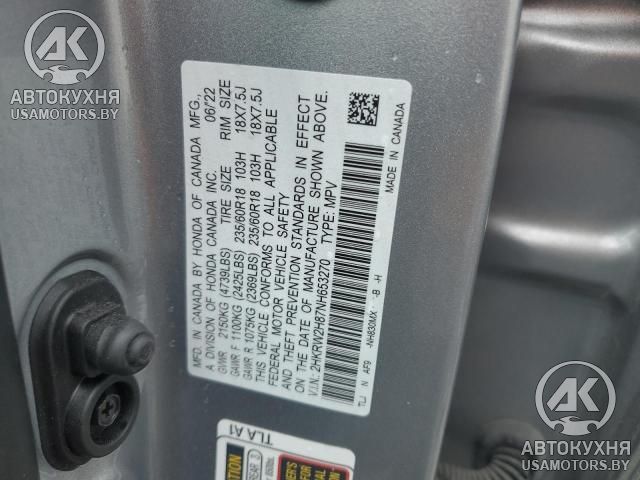 AK
АВТОКУХНЯ
USAMOTORS.BY
MFD. IN CANADA BY HONDA OF CANADA MFG.,
A DIVISION OF HONDA CANADA INC. 06/22
GVWR 2150KG (4739LBS) TIRE SIZE RIM SIZE
GAWR F 1100KG (2425LBS) 235/60R18 103H 18X7.5J
GAWR R 1075KG (2369LBS) 235/60R18 103H 18X7.5J
THIS VEHICLE CONFORMS TO ALL APPLICABLE
FEDERAL MOTOR VEHICLE SAFETY
AND THEFT PREVENTION STANDARDS IN EFFECT
ON THE DATE OF MANUFACTURE SHOWN ABOVE.
V.I.N.: 2HKRW2H87NH653270 TYPE: MPV
TLJ N AF9 -NH830MX -B -H
MADE IN CANADA
TLA A1
AK
АВТОКУХНЯ
USAMOTORS.BY